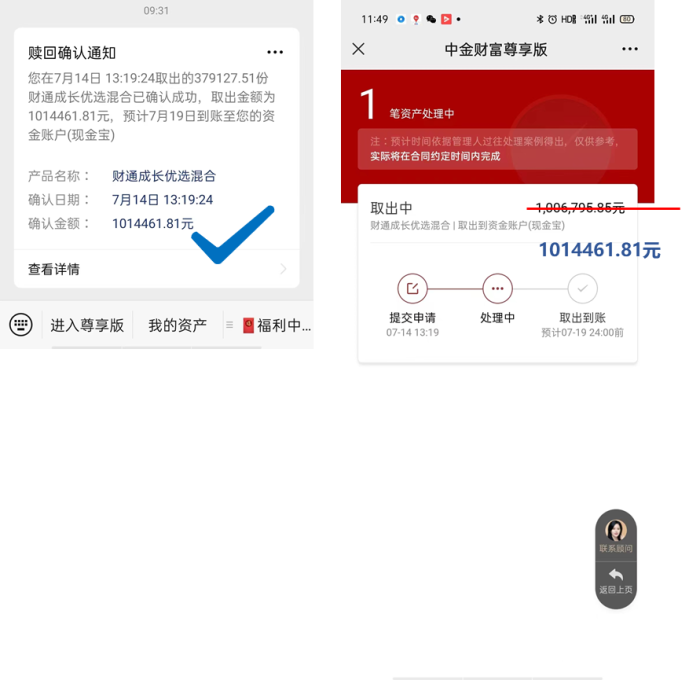 09:31
赎回确认通知
您在7月14日 13:19:24取出的379127.51份
财通成长优选混合已确认成功，取出金额为
1014461.81元，预计7月19日到账至您的资
金账户(现金宝)
产品名称： 财通成长优选混合
确认日期： 7月14日 13:19:24
确认金额： 1014461.81元
查看详情
进入尊享版 我的资产 福利中...
11:49 HD 4G 4G 80
中金财富尊享版
1 笔资产处理中
注：预计时间依据管理人过往处理案例得出，仅供参考，
实际将在合同约定时间内完成
取出中 1,006,795.85元
财通成长优选混合 | 取出到资金账户(现金宝)
1014461.81元
提交申请 处理中 取出到账
07-14 13:19 预计07-19 24:00前
联系顾问
返回上页